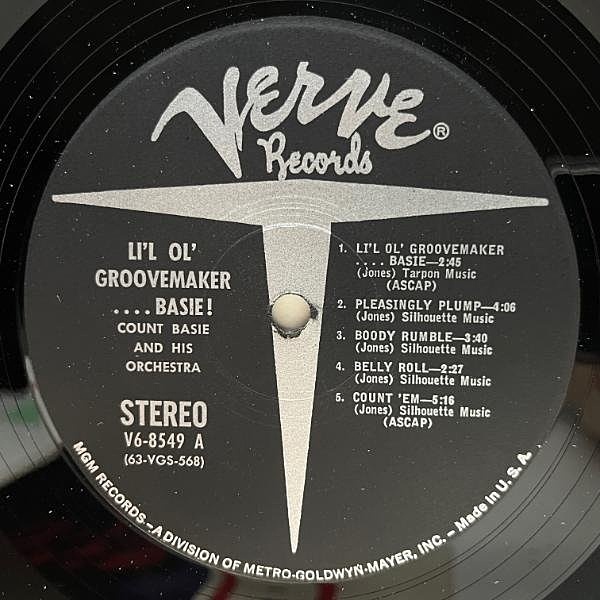 Verve®
Records
LI'L OL'
GROOVEMAKER
....BASIE!
COUNT BASIE
AND HIS
ORCHESTRA
STEREO
V6-8549 A
(63-VGS-568)
1. LI'L OL' GROOVEMAKER
.... BASIE—2:45
(Jones) Tarpon Music
(ASCAP)
2. PLEASINGLY PLUMP—4:06
(Jones) Silhouette Music
3. BOODY RUMBLE—3:40
(Jones) Silhouette Music
4. BELLY ROLL—2:27
(Jones) Silhouette Music
5. COUNT 'EM—5:16
(Jones) Silhouette Music
(ASCAP)
MGM RECORDS—A DIVISION OF METRO-GOLDWYN-MAYER, INC. — Made in U. S. A.